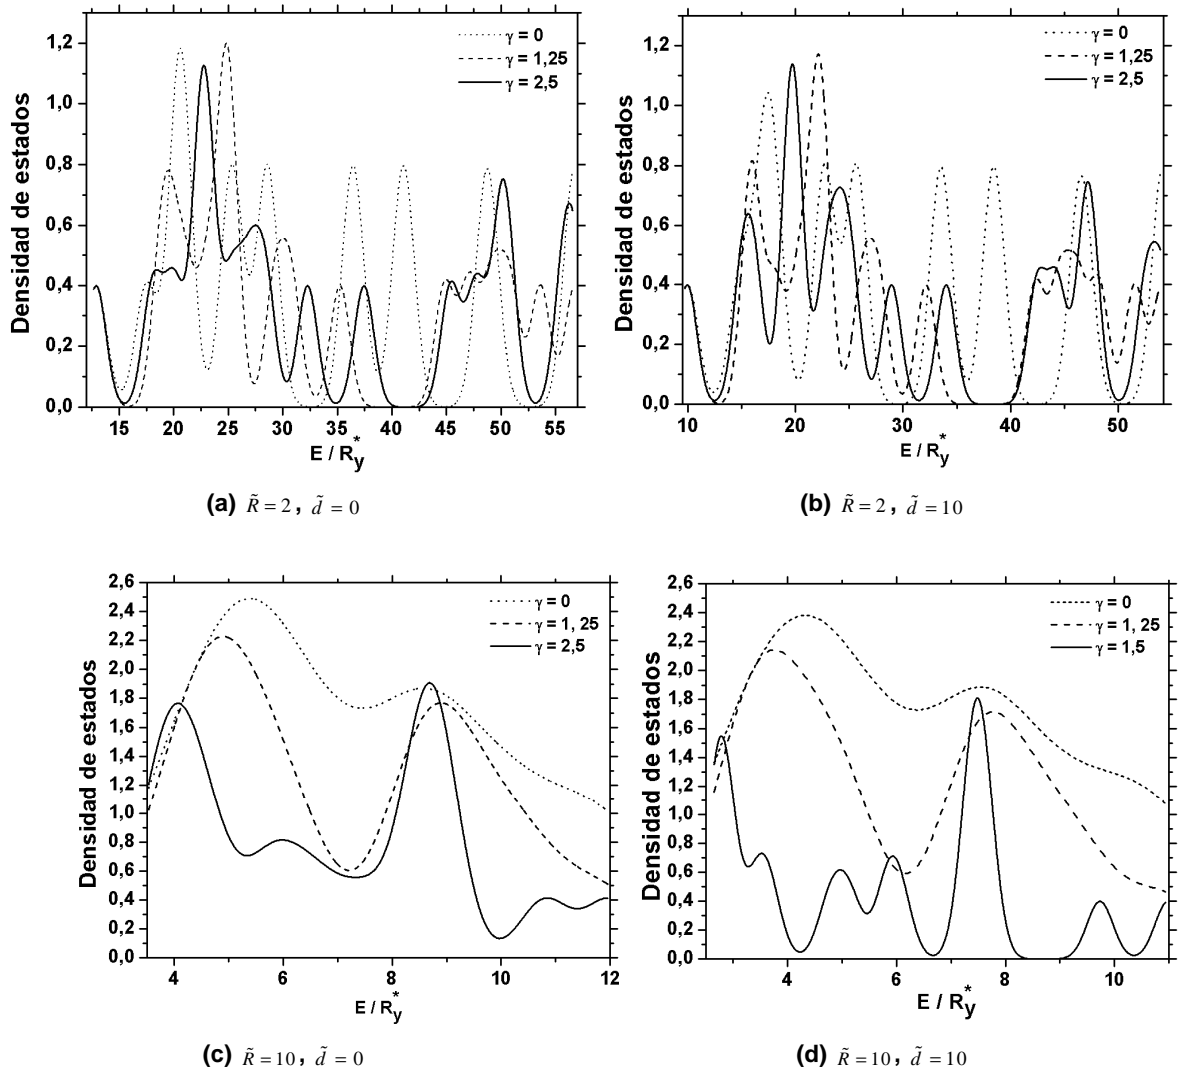 1,2
1,0
0,8
0,6
0,4
0,2
0,0
Densidad de estados
γ = 0
γ = 1,25
γ = 2,5
15 20 25 30 35 40 45 50 55
E / R*y
(a) R̃ = 2 , d̃ = 0
1,2
1,0
0,8
0,6
0,4
0,2
0,0
Densidad de estados
γ = 0
γ = 1,25
γ = 2,5
10 20 30 40 50
E / R*y
(b) R̃ = 2 , d̃ = 10
2,6
2,4
2,2
2,0
1,8
1,6
1,4
1,2
1,0
0,8
0,6
0,4
0,2
0,0
Densidad de estados
γ = 0
γ = 1, 25
γ = 2,5
4 6 8 10 12
E / R*y
(c) R̃ = 10 , d̃ = 0
2,6
2,4
2,2
2,0
1,8
1,6
1,4
1,2
1,0
0,8
0,6
0,4
0,2
0,0
Densidad de estados
γ = 0
γ = 1, 25
γ = 1,5
4 6 8 10
E / R*y
(d) R̃ = 10 , d̃ = 10